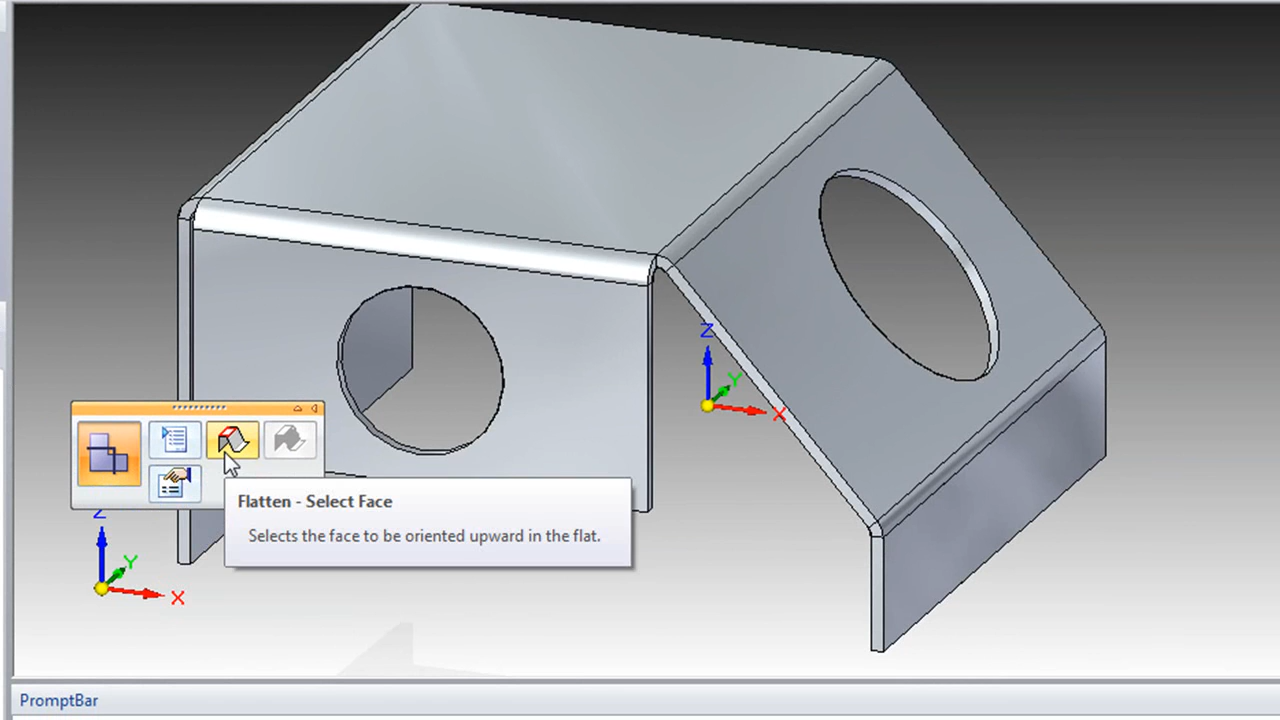 Z
Y
X
Flatten - Select Face
Selects the face to be oriented upward in the flat.
Z
Y
X
PromptBar